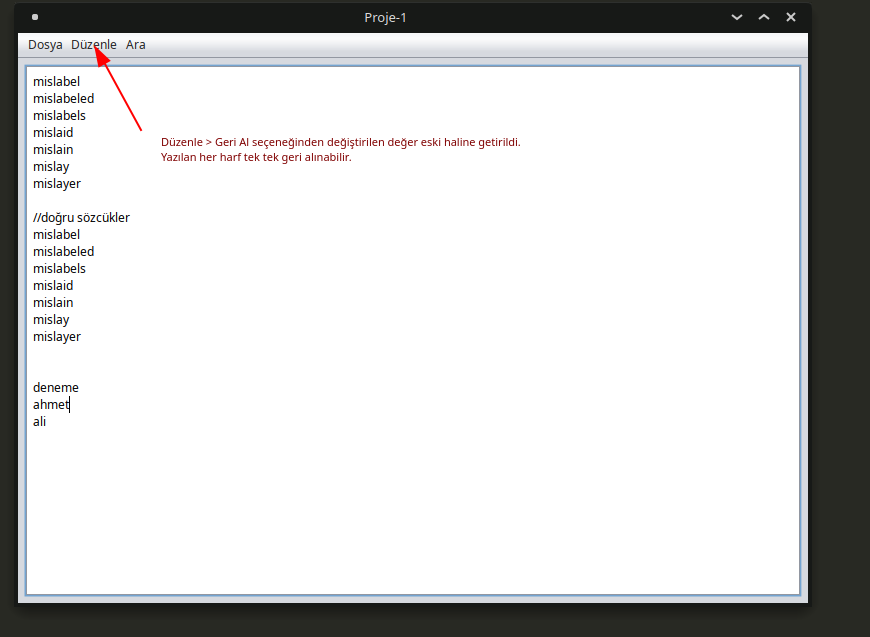 Proje-1
Dosya Düzenle Ara
mislabel
mislabeled
mislabels
mislaid
mislain
mislay
mislayer
Düzenle > Geri Al seçeneğinden değiştirilen değer eski haline getirildi.
Yazılan her harf tek tek geri alınabilir.
//doğru sözcükler
mislabel
mislabeled
mislabels
mislaid
mislain
mislay
mislayer
deneme
ahmet
ali